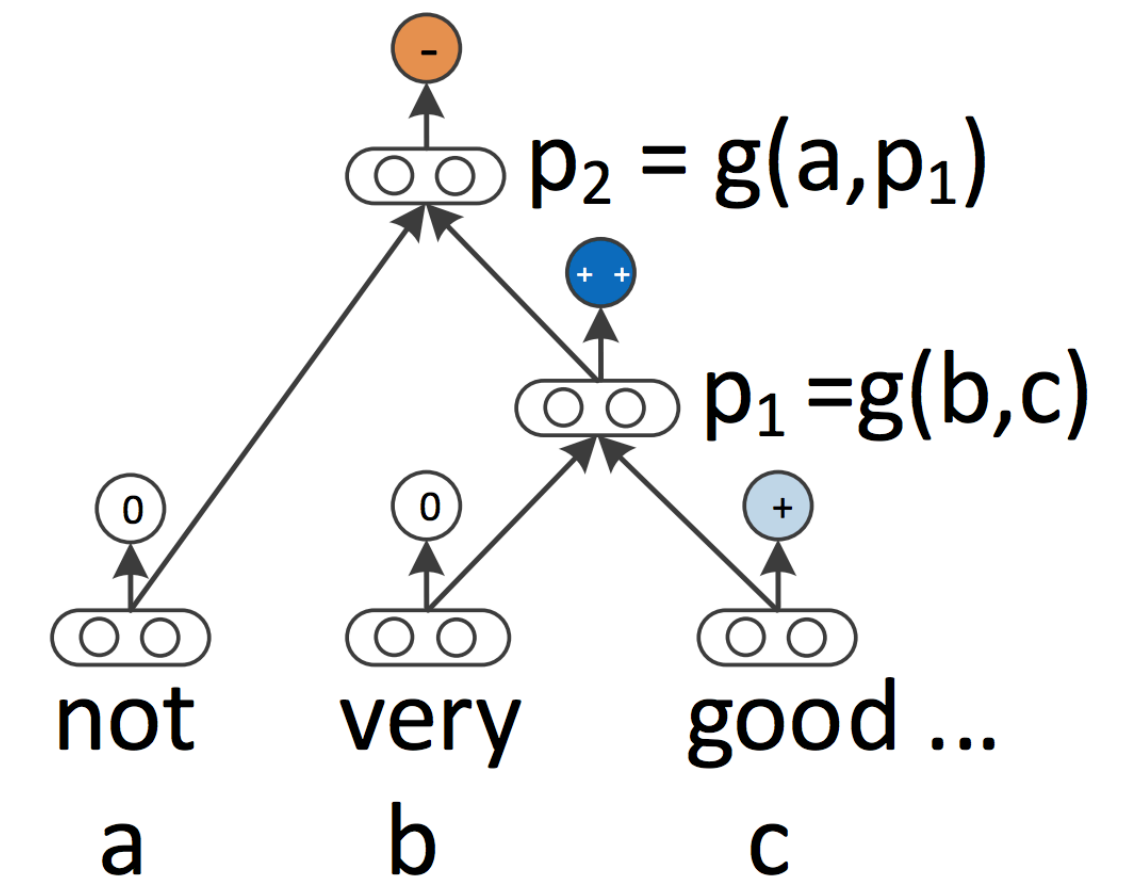 -
p₂ = g(a,p₁)
+ +
p₁ =g(b,c)
0 0 +
not very good ...
a b c